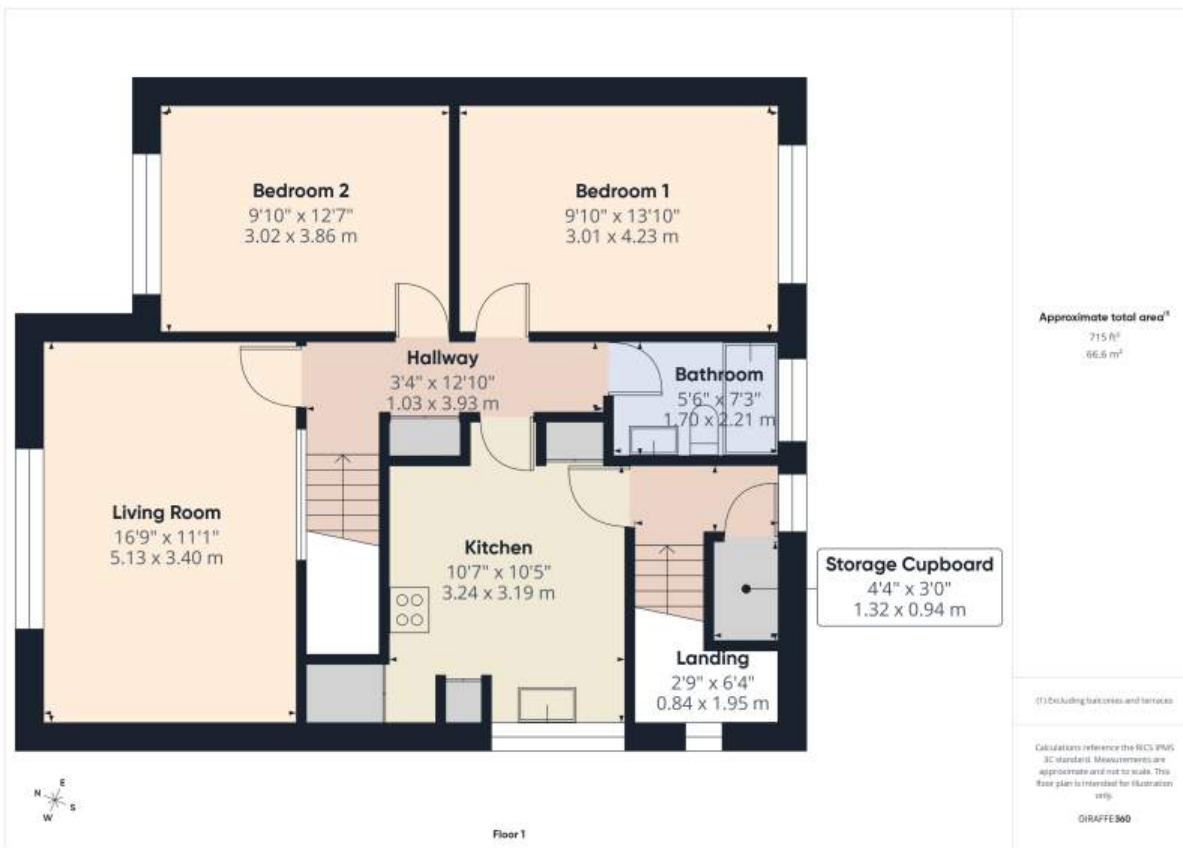 Bedroom 2
9'10" x 12'7"
3.02 x 3.86 m
Bedroom 1
9'10" x 13'10"
3.01 x 4.23 m
Hallway
3'4" x 12'10"
1.03 x 3.93 m
Bathroom
5'6" x 7'3"
1.70 x 2.21 m
Living Room
16'9" x 11'1"
5.13 x 3.40 m
Kitchen
10'7" x 10'5"
3.24 x 3.19 m
Storage Cupboard
4'4" x 3'0"
1.32 x 0.94 m
Landing
2'9" x 6'4"
0.84 x 1.95 m
N
E
S
W
Floor 1
Approximate total area(1)
715 ft²
66.6 m²
(1) Excluding balconies and terraces
Calculations reference the RICS IPMS
3C standard. Measurements are
approximate and not to scale. This
floor plan is intended for illustration
only.
GIRAFFE360